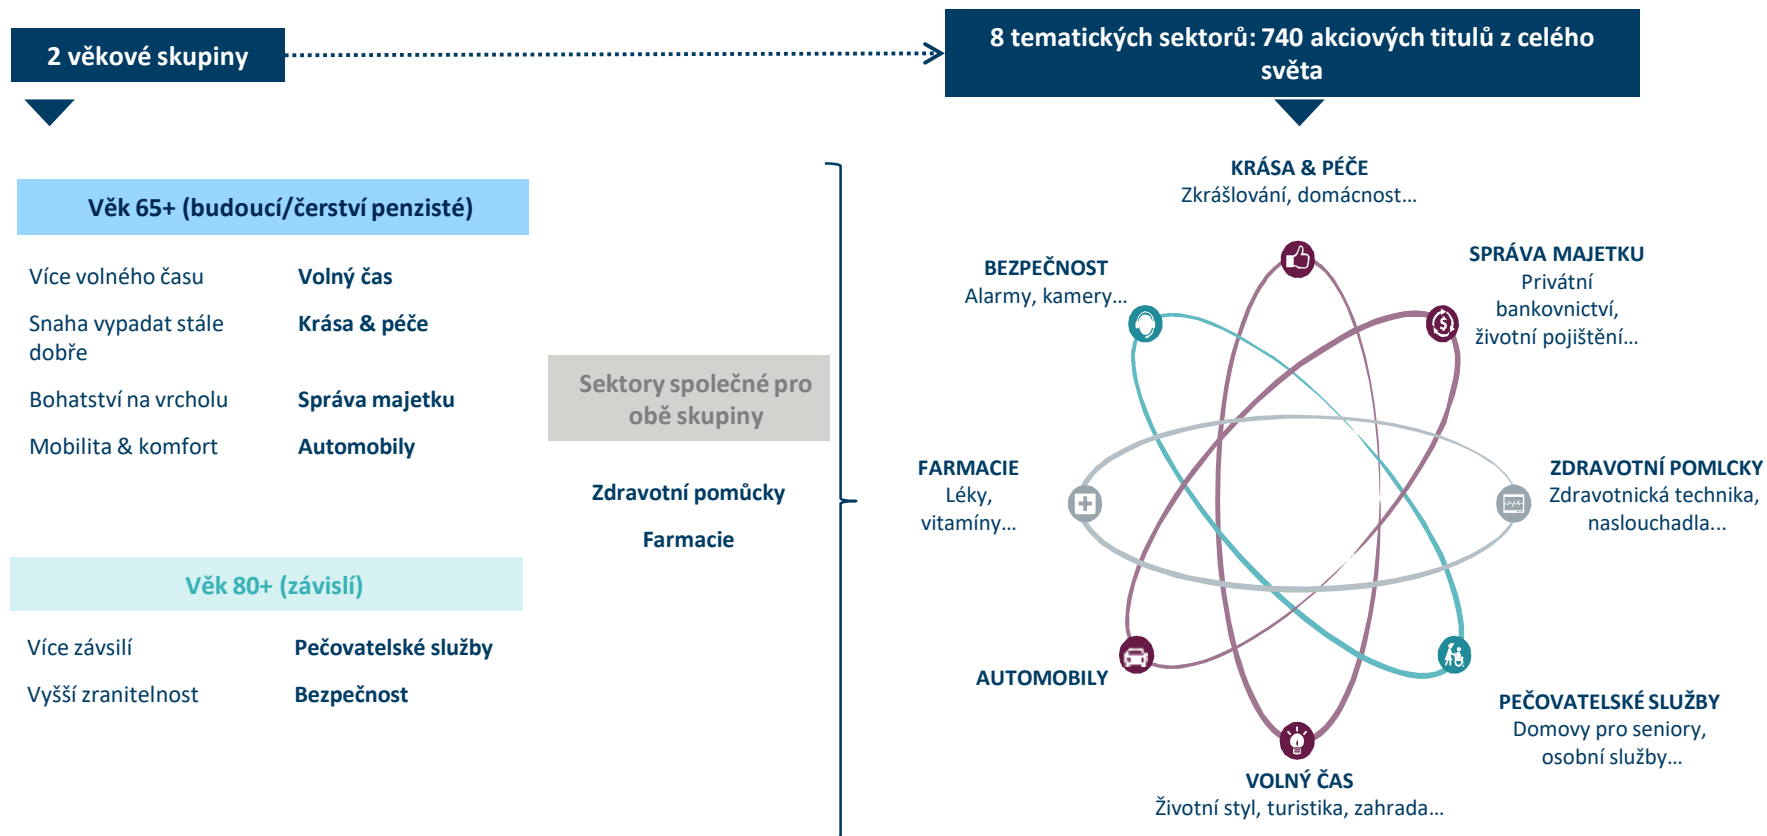 2 věkové skupiny
8 tematických sektorů: 740 akciových titulů z celého
světa
Věk 65+ (budoucí/čerství penzisté)
Více volného času
Volný čas
Snaha vypadat stále
dobře
Krása & péče
Bohatství na vrcholu
Správa majetku
Mobilita & komfort
Automobily
Věk 80+ (závislí)
Více závsilí
Pečovatelské služby
Vyšší zranitelnost
Bezpečnost
Sektory společné pro
obě skupiny
Zdravotní pomůcky
Farmacie
KRÁSA & PÉČE
Zkrášlování, domácnost...
BEZPEČNOST
Alarmy, kamery...
SPRÁVA MAJETKU
Privátní
bankovnictví,
životní pojištění...
FARMACIE
Léky,
vitamíny...
ZDRAVOTNÍ POMLCKY
Zdravotnická technika,
naslouchadla...
AUTOMOBILY
PEČOVATELSKÉ SLUŽBY
Domovy pro seniory,
osobní služby...
VOLNÝ ČAS
Životní styl, turistika, zahrada...